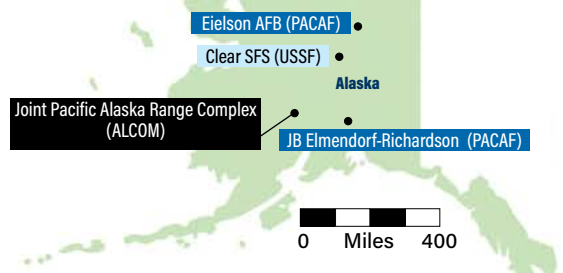 Eielson AFB (PACAF)
Clear SFS (USSF)
Alaska
Joint Pacific Alaska Range Complex
(ALCOM)
JB Elmendorf-Richardson (PACAF)
0 Miles 400